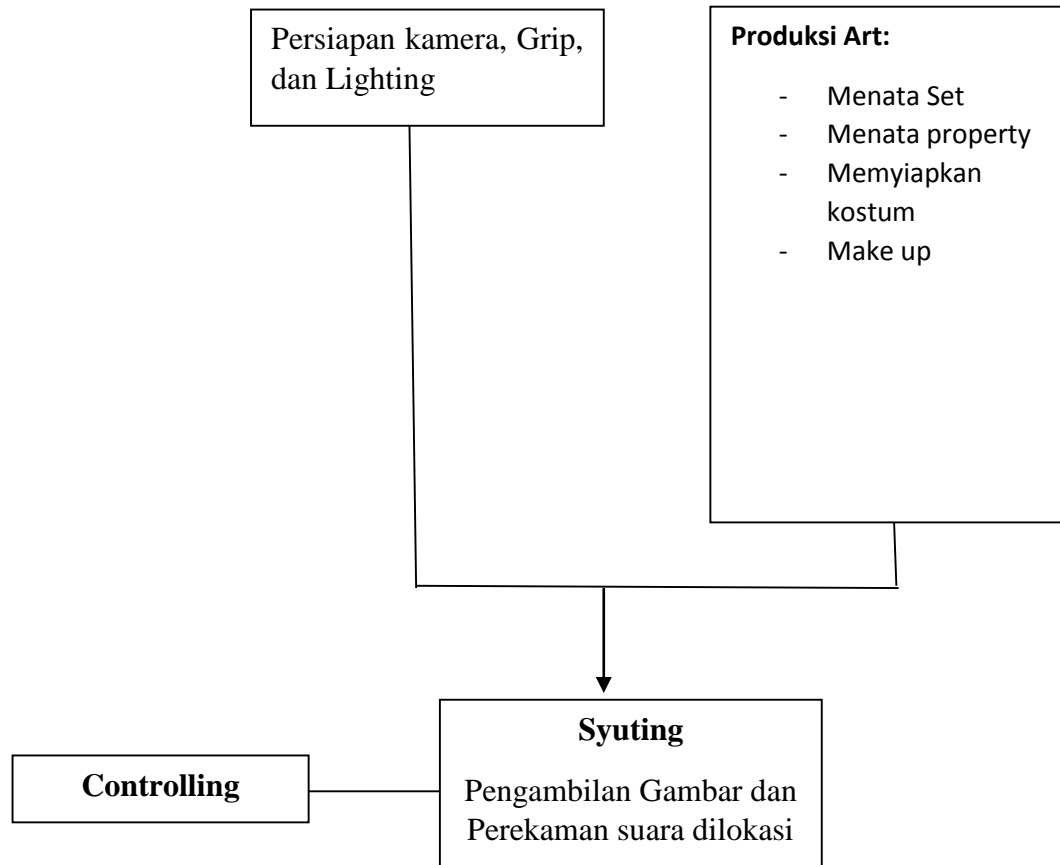 Persiapan kamera, Grip,
dan Lighting
Produksi Art:
- Menata Set
- Menata property
- Memyiapkan
kostum
- Make up
Syuting
Pengambilan Gambar dan
Perekaman suara dilokasi
Controlling